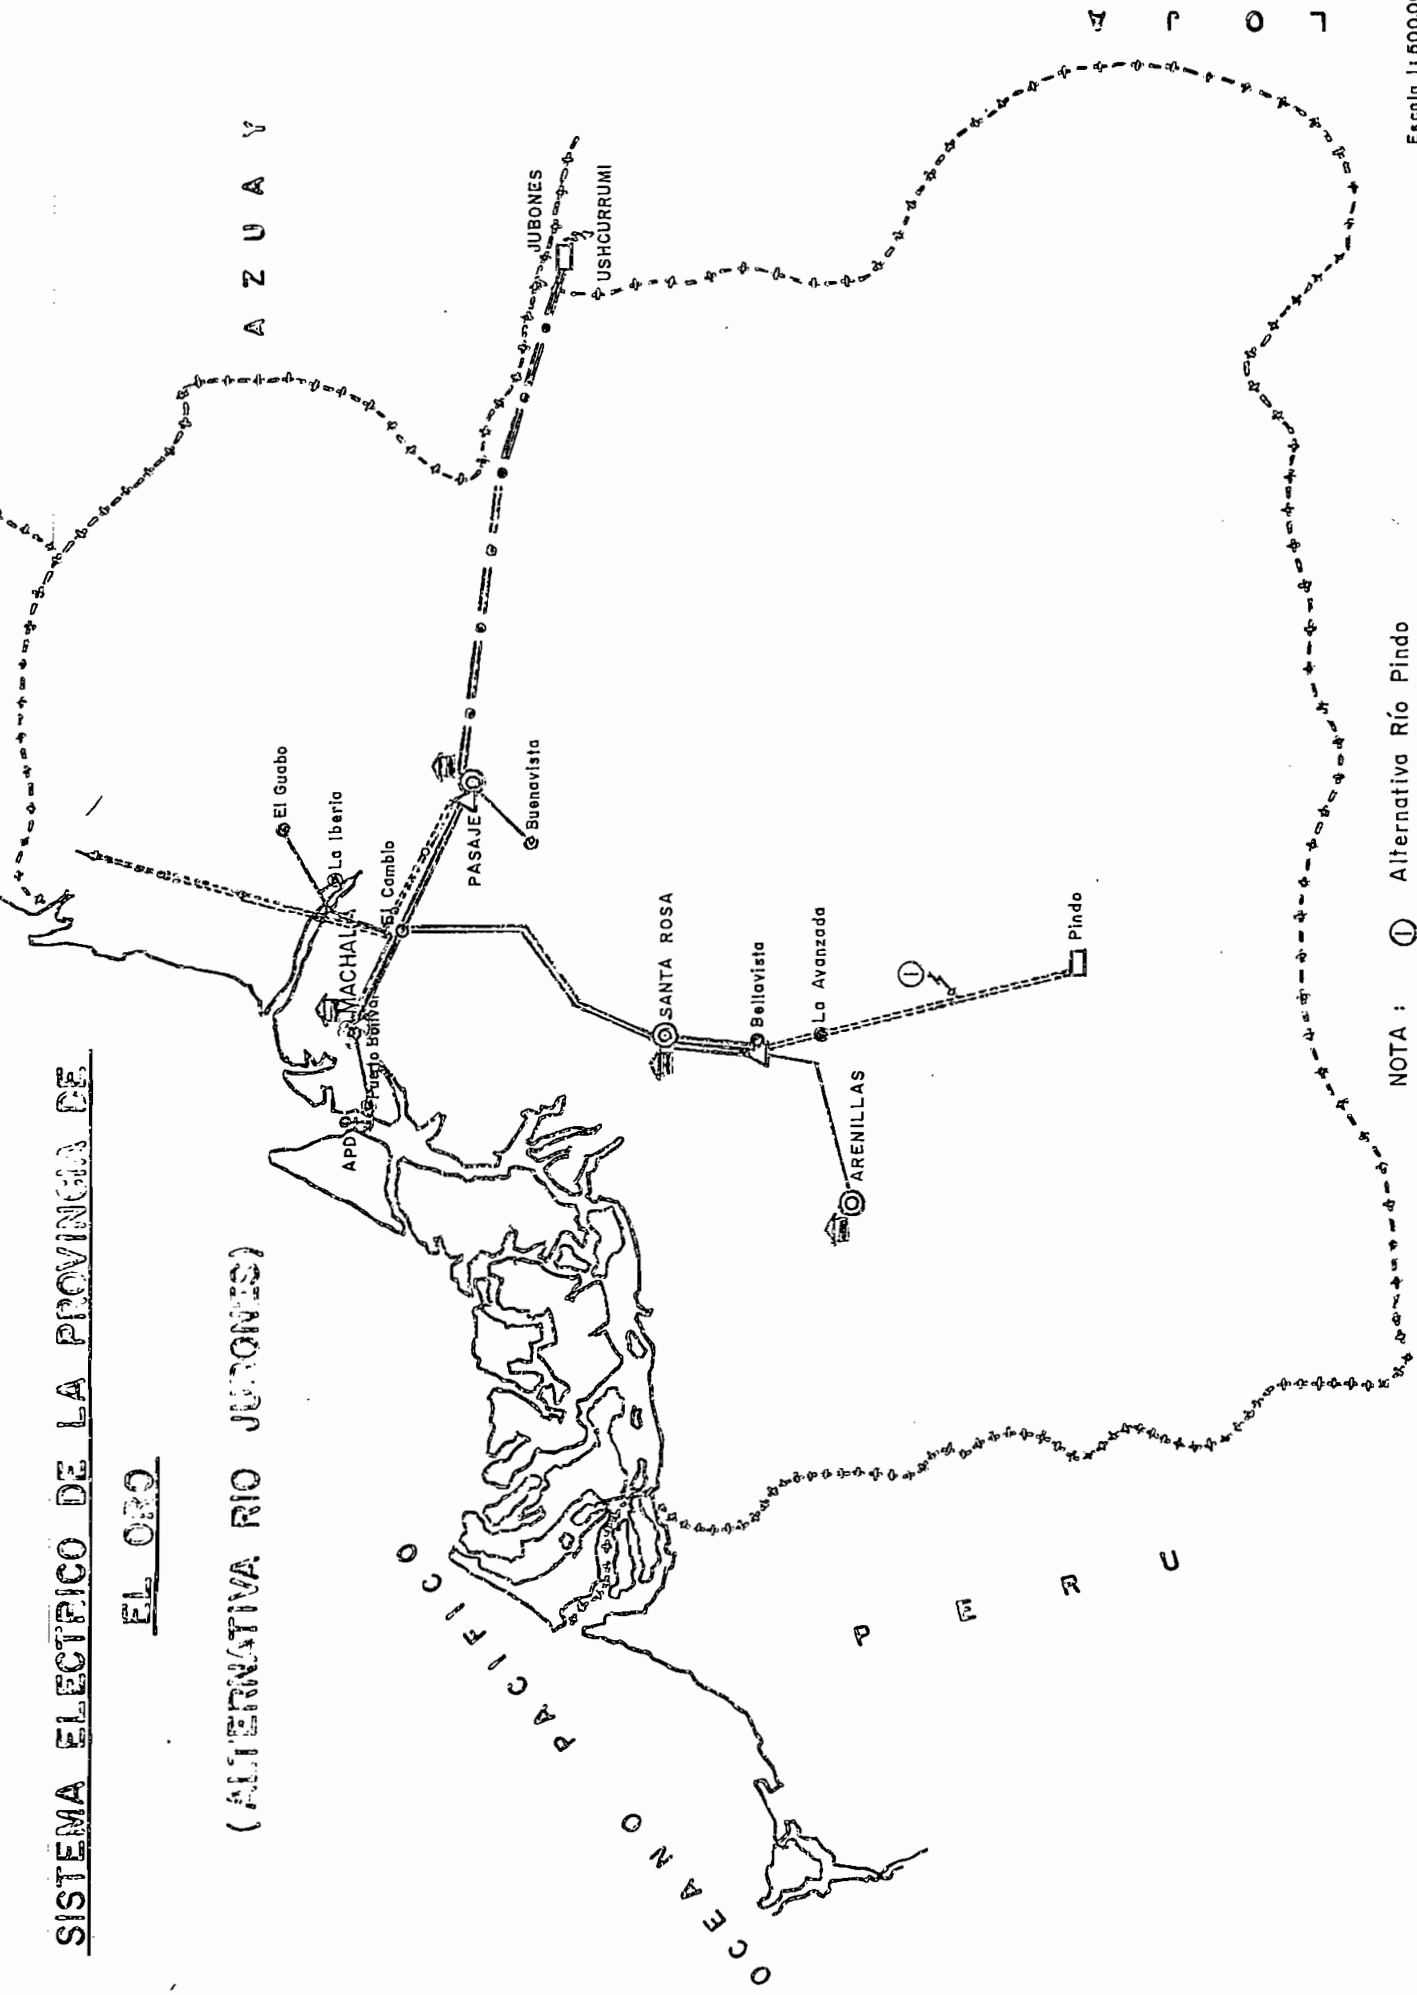 SISTEMA ELECTRICO DE LA PROVINCIA DE
EL ORO
(ALTERNATIVA RIO JUBONES)
AZUAY
El Guabo
La Iberia
El Cambio
MACHALA
Puerto Bolívar
PASAJE
Buenavista
JUBONES
USHCURRUMI
SANTA ROSA
Bellavista
La Avanzada
ARENILLAS
1
Pindo
OCEANO PACIFICO
PERU
LOJA
NOTA : 1 Alternativa Río Pindo